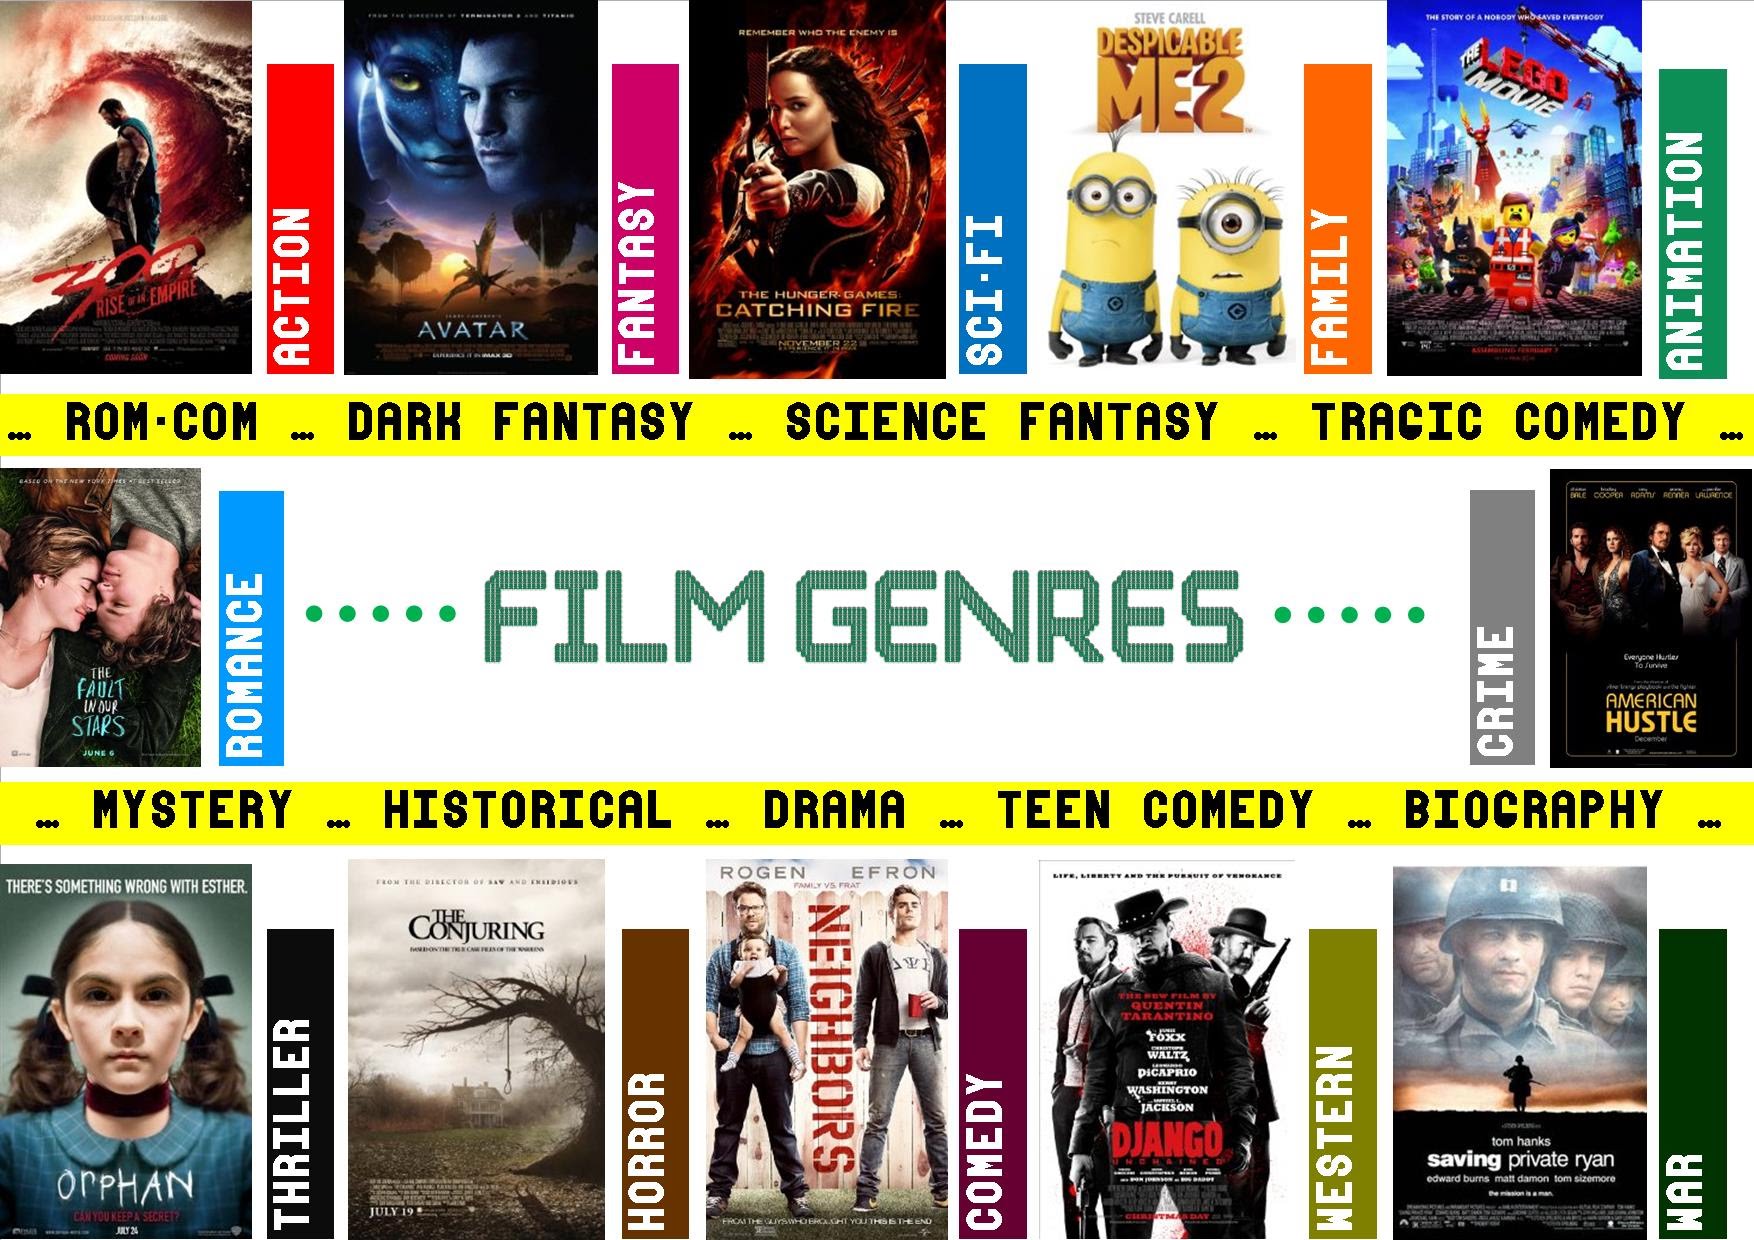 300
RISE OF AN EMPIRE
COMING SOON
ACTION
FROM THE DIRECTOR OF TERMINATOR 2 AND TITANIC
JAMES CAMERON'S
AVATAR
EXPERIENCE IT IN IMAX 3D
FANTASY
REMEMBER WHO THE ENEMY IS
THE HUNGER GAMES:
CATCHING FIRE
NOVEMBER 22
SCI-FI
STEVE CARELL
DESPICABLE
ME 2
FAMILY
THE STORY OF A NOBODY WHO SAVED EVERYBODY
THE LEGO
MOVIE
ASSEMBLING FEBRUARY 7
ANIMATION
… ROM-COM … DARK FANTASY … SCIENCE FANTASY … TRAGIC COMEDY …
BASED ON THE NEW YORK TIMES #1 BEST SELLER
THE
FAULT
IN OUR
STARS
JUNE 6
ROMANCE
FILM GENRES
CRIME
BALE COOPER ADAMS RENNER LAWRENCE
Everyone Hustles
To Survive
AMERICAN
HUSTLE
December
… MYSTERY … HISTORICAL … DRAMA … TEEN COMEDY … BIOGRAPHY …
THERE'S SOMETHING WRONG WITH ESTHER.
ORPHAN
CAN YOU KEEP A SECRET?
JULY 24
THRILLER
FROM THE DIRECTOR OF SAW AND INSIDIOUS
THE
CONJURING
BASED ON THE TRUE CASE FILES OF THE WARRENS
JULY 19
HORROR
ROGEN EFRON
FAMILY VS. FRAT
NEIGHBORS
FROM THE GUYS WHO BROUGHT YOU THIS IS THE END
COMEDY
LIFE, LIBERTY AND THE PURSUIT OF VENGEANCE
THE NEW FILM BY
QUENTIN
TARANTINO
JAMIE
FOXX
CHRISTOPH
WALTZ
LEONARDO
DiCAPRIO
KERRY
WASHINGTON
SAMUEL L.
JACKSON
DJANGO
UNCHAINED
CHRISTMAS DAY
WESTERN
tom hanks
saving private ryan
edward burns matt damon tom sizemore
the mission is a man.
WAR